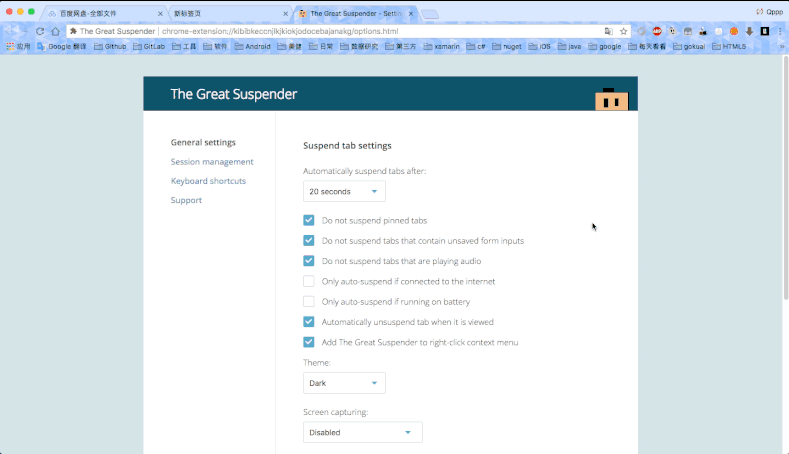 百度网盘-全部文件
新标签页
The Great Suspender - Settin
Qppp
The Great Suspender | chrome-extension://klbibkeccnjlkjkiokjodocebajanakg/options.html
应用 Google 翻译 Github GitLab 工具 软件 Android 美健 日常 数据研究 第三方 xamarin c# nuget iOS java google 每天看看 gokual HTML5
The Great Suspender
General settings
Session management
Keyboard shortcuts
Support
Suspend tab settings
Automatically suspend tabs after:
20 seconds
Do not suspend pinned tabs
Do not suspend tabs that contain unsaved form inputs
Do not suspend tabs that are playing audio
Only auto-suspend if connected to the internet
Only auto-suspend if running on battery
Automatically unsuspend tab when it is viewed
Add The Great Suspender to right-click context menu
Theme:
Dark
Screen capturing:
Disabled